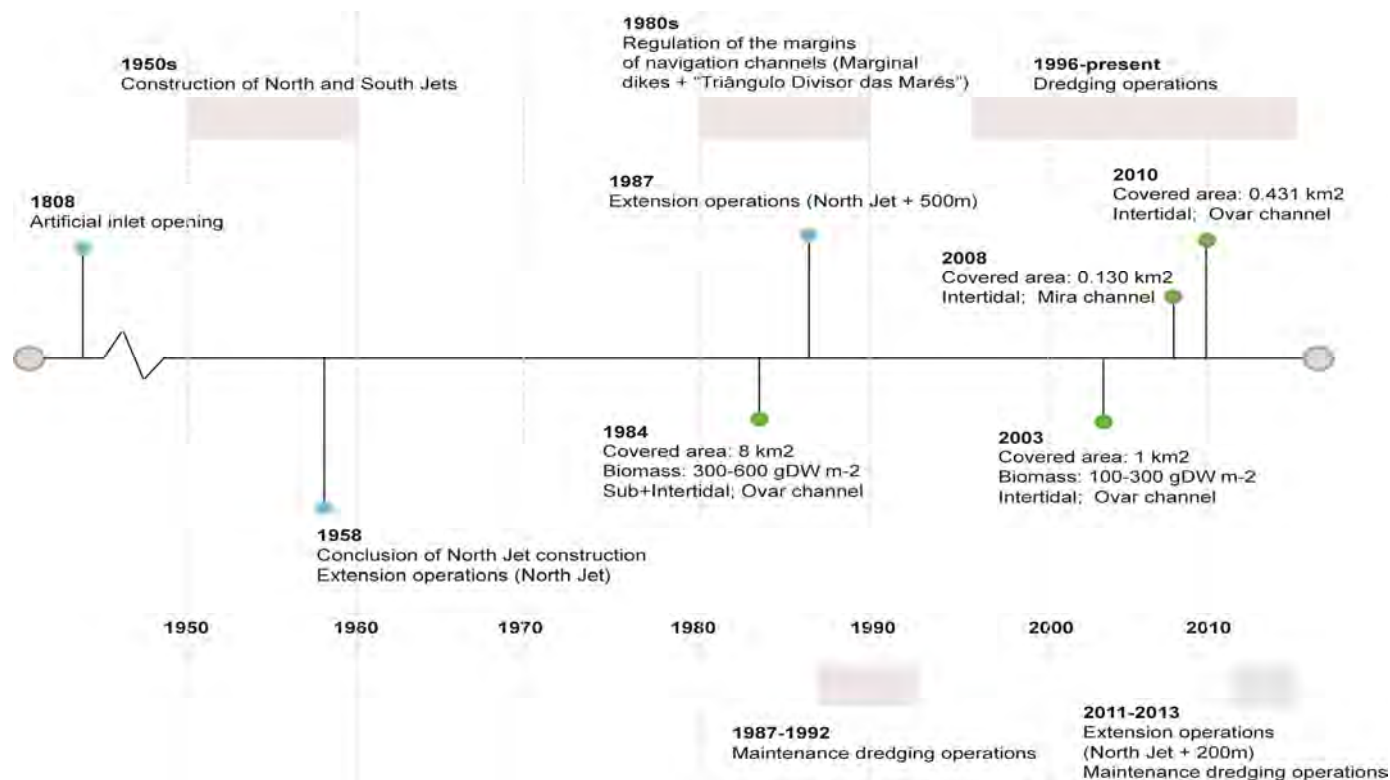 1980s
Regulation of the margins
of navigation channels (Marginal
dikes + “Triângulo Divisor das Marés”)
1950s
Construction of North and South Jets
1996-present
Dredging operations
1808
Artificial inlet opening
1987
Extension operations (North Jet + 500m)
2010
Covered area: 0.431 km2
Intertidal; Ovar channel
2008
Covered area: 0.130 km2
Intertidal; Mira channel
1984
Covered area: 8 km2
Biomass: 300-600 gDW m-2
Sub+Intertidal; Ovar channel
2003
Covered area: 1 km2
Biomass: 100-300 gDW m-2
Intertidal; Ovar channel
1958
Conclusion of North Jet construction
Extension operations (North Jet)
1950 1960 1970 1980 1990 2000 2010
1987-1992
Maintenance dredging operations
2011-2013
Extension operations
(North Jet + 200m)
Maintenance dredging operations